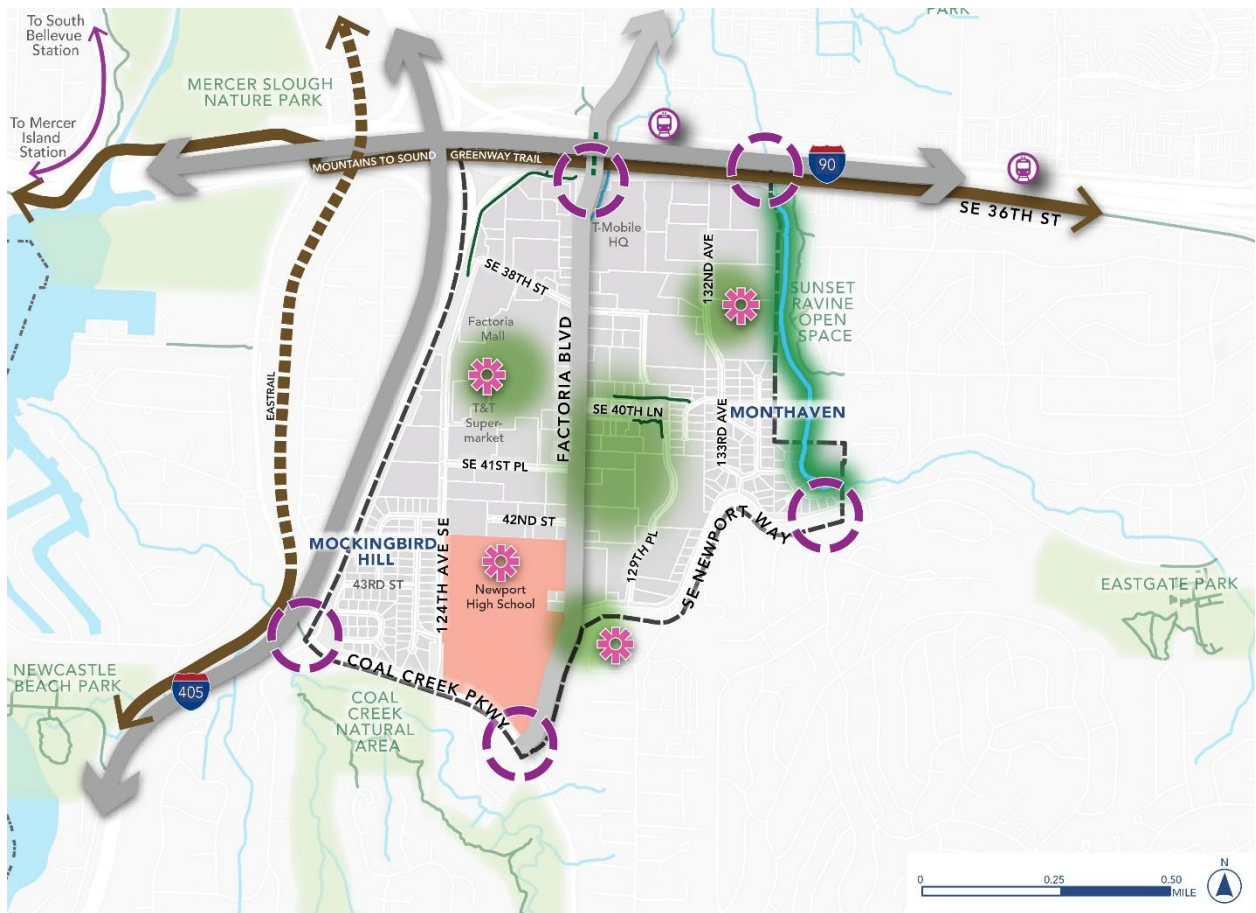 To South
Bellevue
Station
PARK
MERCER SLOUGH
NATURE PARK
To Mercer
Island
Station
MOUNTAINS TO SOUND GREENWAY TRAIL
90
SE 36TH ST
T-Mobile
HQ
132ND AVE
SE 38TH ST
SUNSET
RAVINE
OPEN
SPACE
Factoria
Mall
FACTORIA BLVD
EASTRAIL
T&T
Super-
market
SE 40TH LN
MONTHAVEN
133RD AVE
SE 41ST PL
42ND ST
MOCKINGBIRD
HILL
43RD ST
124TH AVE SE
Newport
High School
129TH PL
SE NEWPORT WAY
EASTGATE PARK
COAL CREEK PKWY
NEWCASTLE
BEACH PARK
405
COAL
CREEK
NATURAL
AREA
0 0.25 0.50
MILE
N